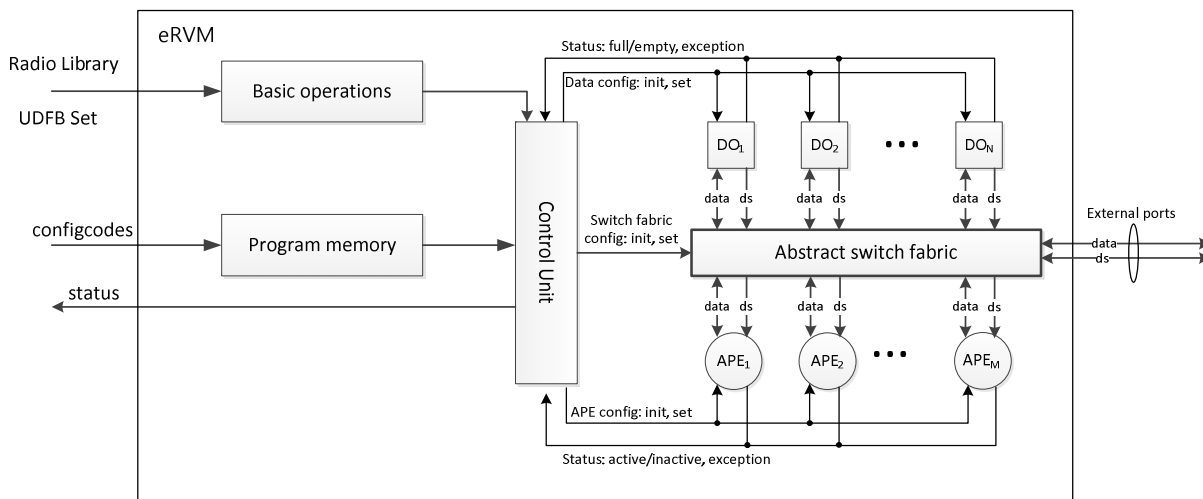 eRVM
Status: full/empty, exception
Radio Library
Data config: init, set
Basic operations
UDFB Set
DO1
DO2
...
DON
data
ds
data
ds
data
ds
Control Unit
Switch fabric
config: init, set
External ports
configcodes
Program memory
Abstract switch fabric
data
ds
status
data
ds
data
ds
data
ds
APE1
APE2
...
APEM
APE config: init, set
Status: active/inactive, exception